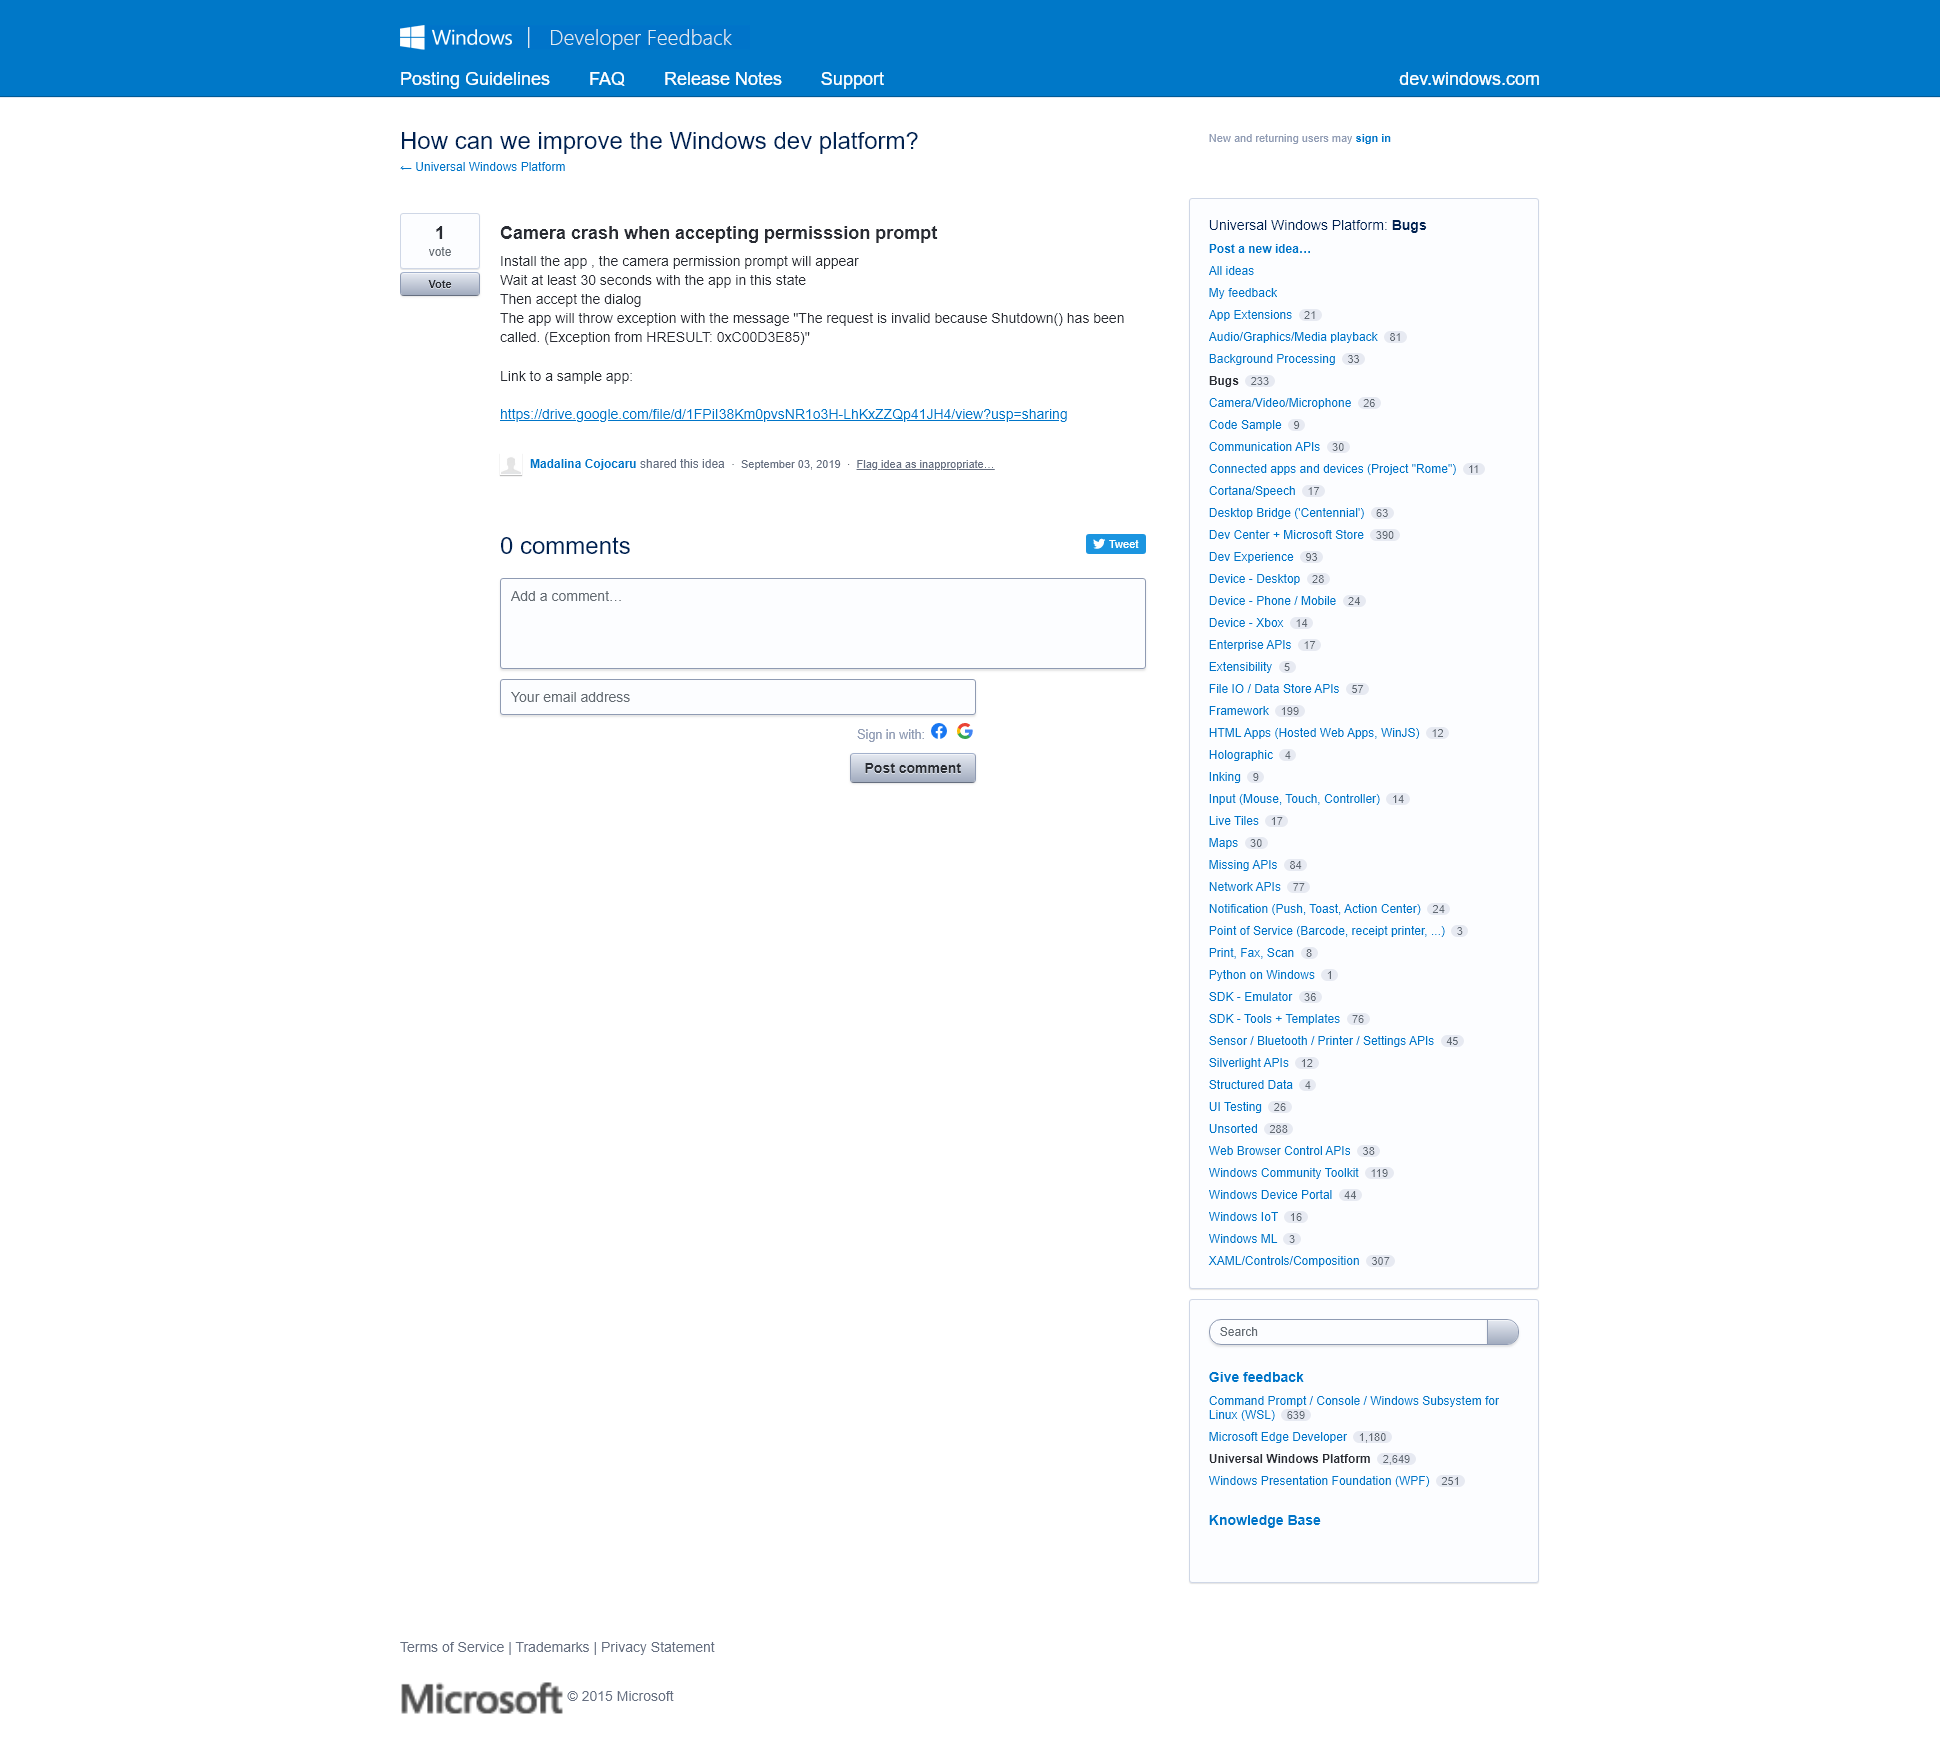 Windows | Developer Feedback
Posting Guidelines FAQ Release Notes Support dev.windows.com
How can we improve the Windows dev platform?
← Universal Windows Platform
New and returning users may sign in
1
vote
Vote
Camera crash when accepting permisssion prompt
Install the app , the camera permission prompt will appear
Wait at least 30 seconds with the app in this state
Then accept the dialog
The app will throw exception with the message "The request is invalid because Shutdown() has been
called. (Exception from HRESULT: 0xC00D3E85)"
Link to a sample app:
https://drive.google.com/file/d/1FPiI38Km0pvsNR1o3H-LhKxZZQp41JH4/view?usp=sharing
Madalina Cojocaru shared this idea · September 03, 2019 · Flag idea as inappropriate…
0 comments
Tweet
Add a comment…
Your email address
Sign in with:
Post comment
Universal Windows Platform: Bugs
Post a new idea…
All ideas
My feedback
App Extensions 21
Audio/Graphics/Media playback 81
Background Processing 33
Bugs 233
Camera/Video/Microphone 26
Code Sample 9
Communication APIs 30
Connected apps and devices (Project "Rome") 11
Cortana/Speech 17
Desktop Bridge ('Centennial') 63
Dev Center + Microsoft Store 390
Dev Experience 93
Device - Desktop 28
Device - Phone / Mobile 24
Device - Xbox 14
Enterprise APIs 17
Extensibility 5
File IO / Data Store APIs 57
Framework 199
HTML Apps (Hosted Web Apps, WinJS) 12
Holographic 4
Inking 9
Input (Mouse, Touch, Controller) 14
Live Tiles 17
Maps 30
Missing APIs 84
Network APIs 77
Notification (Push, Toast, Action Center) 24
Point of Service (Barcode, receipt printer, ...) 3
Print, Fax, Scan 8
Python on Windows 1
SDK - Emulator 36
SDK - Tools + Templates 76
Sensor / Bluetooth / Printer / Settings APIs 45
Silverlight APIs 12
Structured Data 4
UI Testing 26
Unsorted 288
Web Browser Control APIs 38
Windows Community Toolkit 119
Windows Device Portal 44
Windows IoT 16
Windows ML 3
XAML/Controls/Composition 307
Search
Give feedback
Command Prompt / Console / Windows Subsystem for
Linux (WSL) 639
Microsoft Edge Developer 1,180
Universal Windows Platform 2,649
Windows Presentation Foundation (WPF) 251
Knowledge Base
Terms of Service | Trademarks | Privacy Statement
Microsoft © 2015 Microsoft